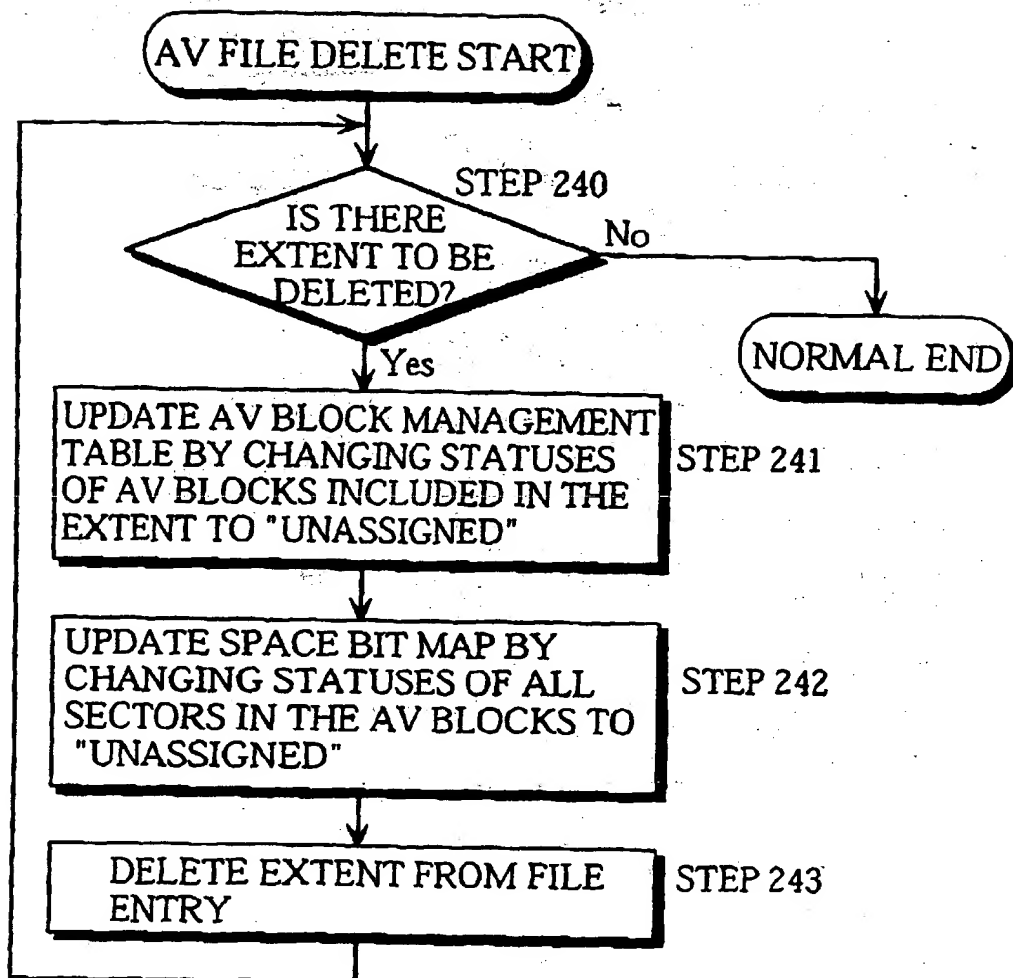 AV FILE DELETE START
STEP 240
IS THERE
EXTENT TO BE
DELETED?
No
NORMAL END
Yes
UPDATE AV BLOCK MANAGEMENT
TABLE BY CHANGING STATUSES
OF AV BLOCKS INCLUDED IN THE
EXTENT TO "UNASSIGNED"
STEP 241
UPDATE SPACE BIT MAP BY
CHANGING STATUSES OF ALL
SECTORS IN THE AV BLOCKS TO
"UNASSIGNED"
STEP 242
DELETE EXTENT FROM FILE
ENTRY
STEP 243